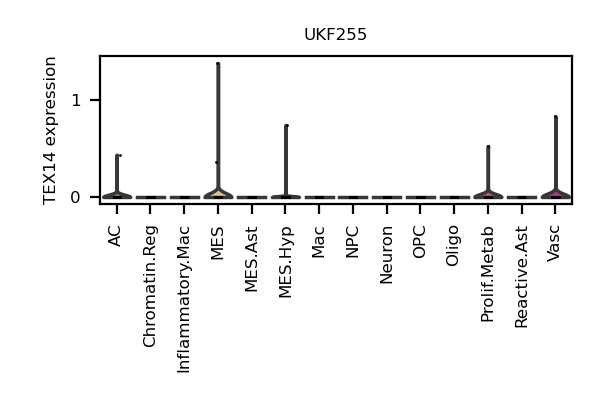 UKF255
TEX14 expression
1
0
AC
Chromatin.Reg
Inflammatory.Mac
MES
MES.Ast
MES.Hyp
Mac
NPC
Neuron
OPC
Oligo
Prolif.Metab
Reactive.Ast
Vasc